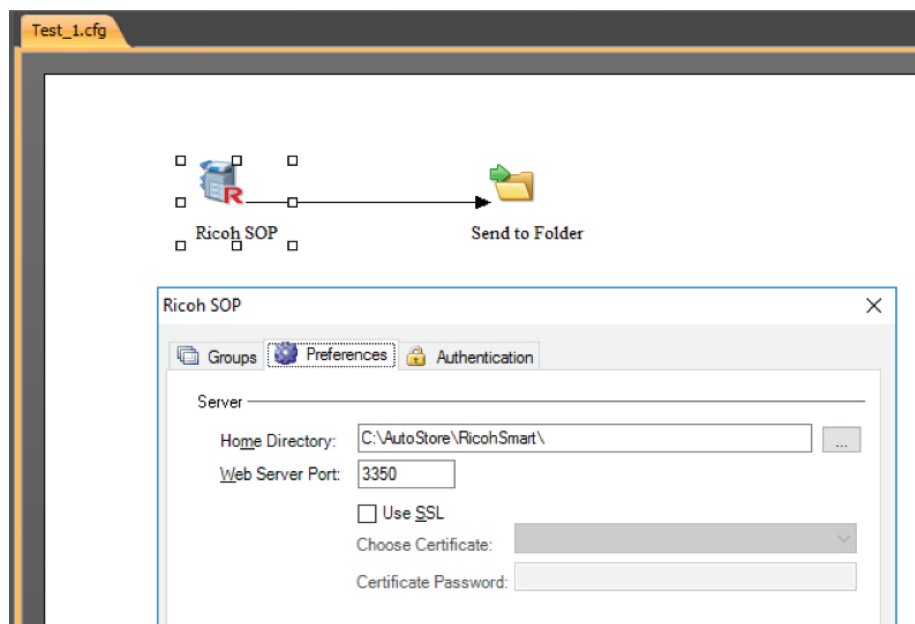 Test_1.cfg
R
Ricoh SOP
Send to Folder
Ricoh SOP
Groups
Preferences
Authentication
Server
Home Directory: C:\AutoStore\RicohSmart\ ...
Web Server Port: 3350
Use SSL
Choose Certificate:
Certificate Password: